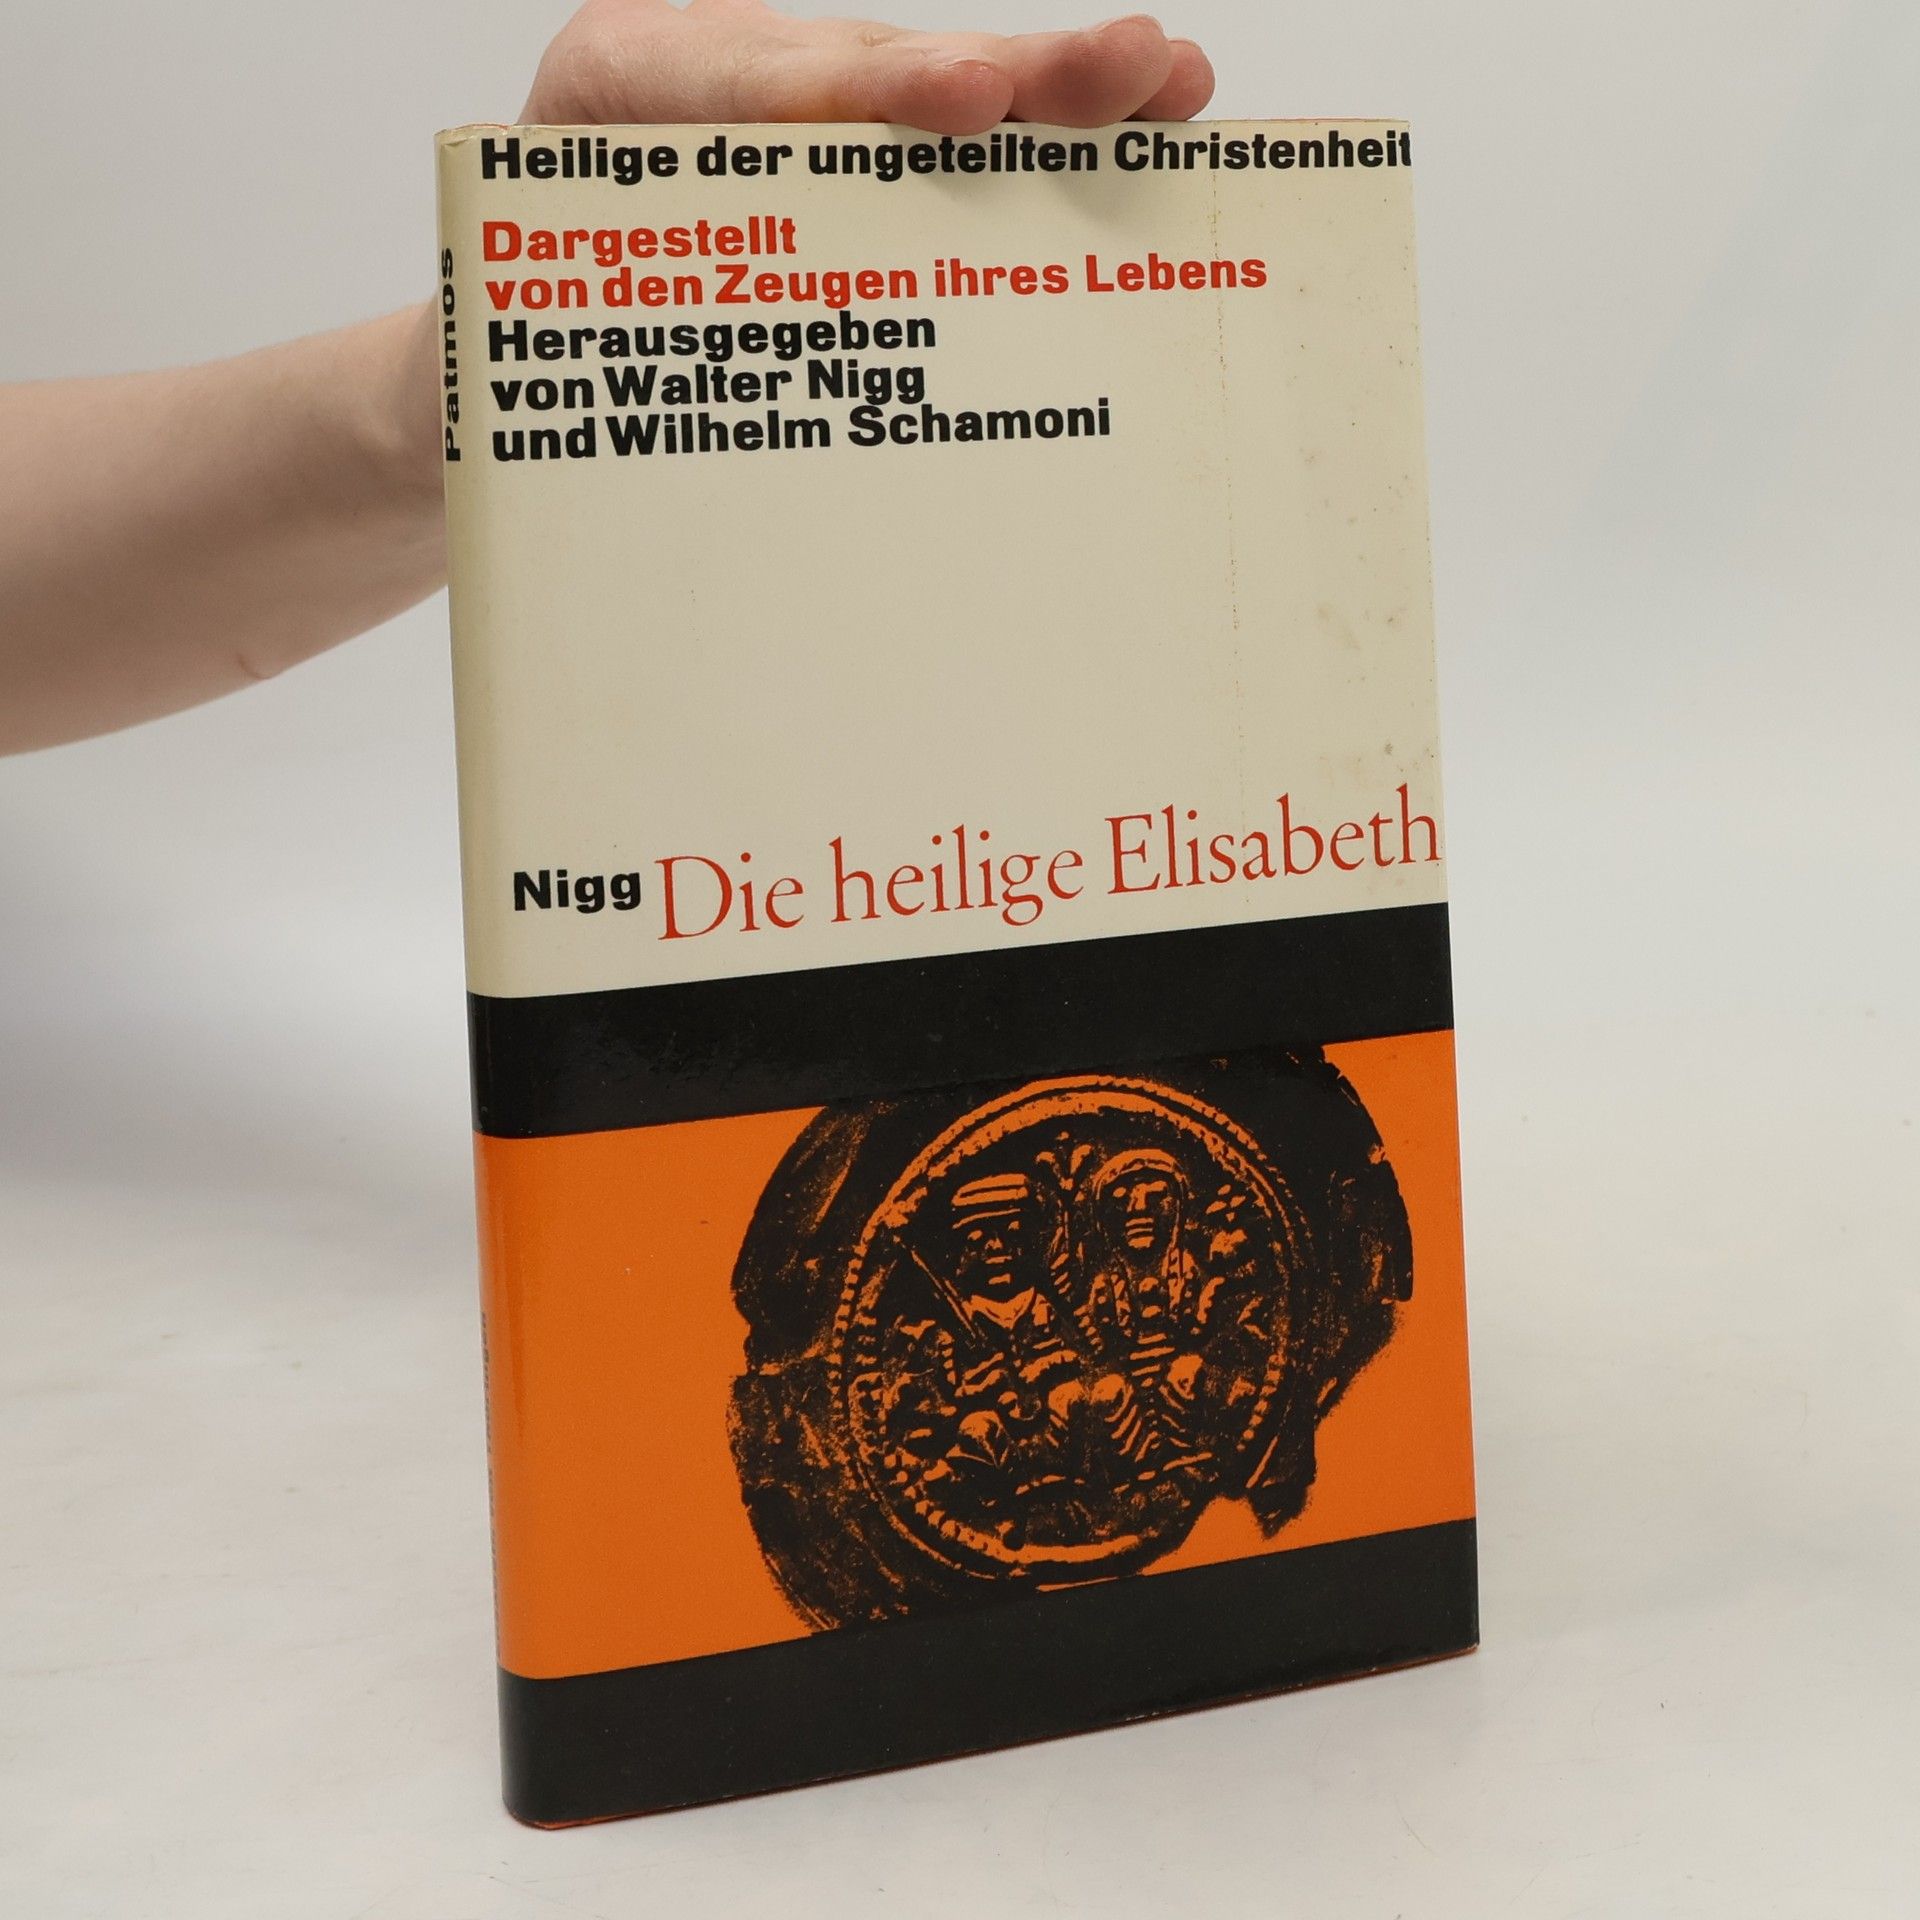 Heilige der ungeteilten Christenheit
Dargestellt
von den Zeugen ihres Lebens
Herausgegeben
von Walter Nigg
und Wilhelm Schamoni
Nigg Die heilige Elisabeth
Patmos